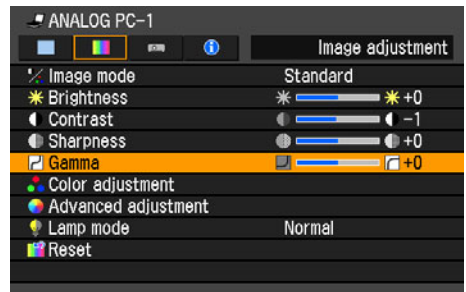 ANALOG PC-1
Image adjustment
Image mode Standard
Brightness +0
Contrast -1
Sharpness +0
Gamma +0
Color adjustment
Advanced adjustment
Lamp mode Normal
Reset